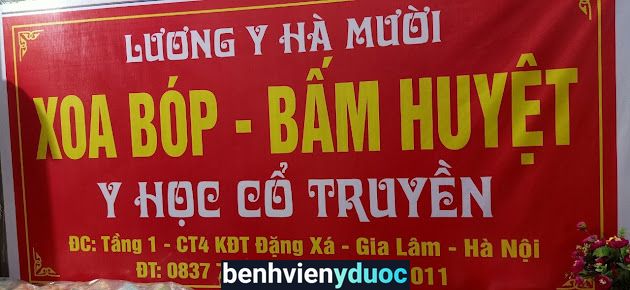 LƯƠNG Y HÀ MƯỜI
XOA BÓP - BẤM HUYỆT
Y HỌC CỔ TRUYỀN
ĐC: Tầng 1 - CT4 KĐT Đặng Xá - Gia Lâm - Hà Nội
ĐT: 0837 7 011
benhvienyduoc